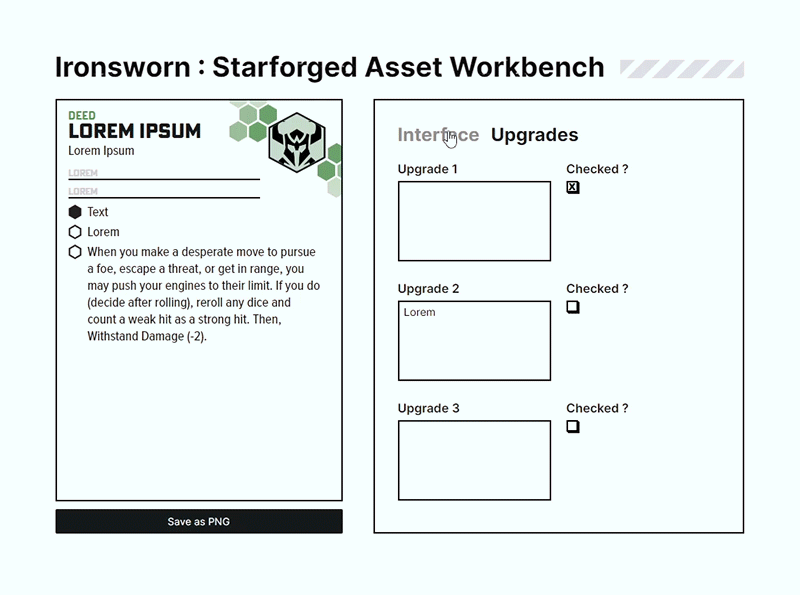 Ironsworn : Starforged Asset Workbench
DEED
LOREM IPSUM
Lorem Ipsum
LOREM
LOREM
Text
Lorem
When you make a desperate move to pursue
a foe, escape a threat, or get in range, you
may push your engines to their limit. If you do
(decide after rolling), reroll any dice and
count a weak hit as a strong hit. Then,
Withstand Damage (-2).
Save as PNG
Interface Upgrades
Upgrade 1 Checked ?
X
Upgrade 2 Checked ?
Lorem
Upgrade 3 Checked ?